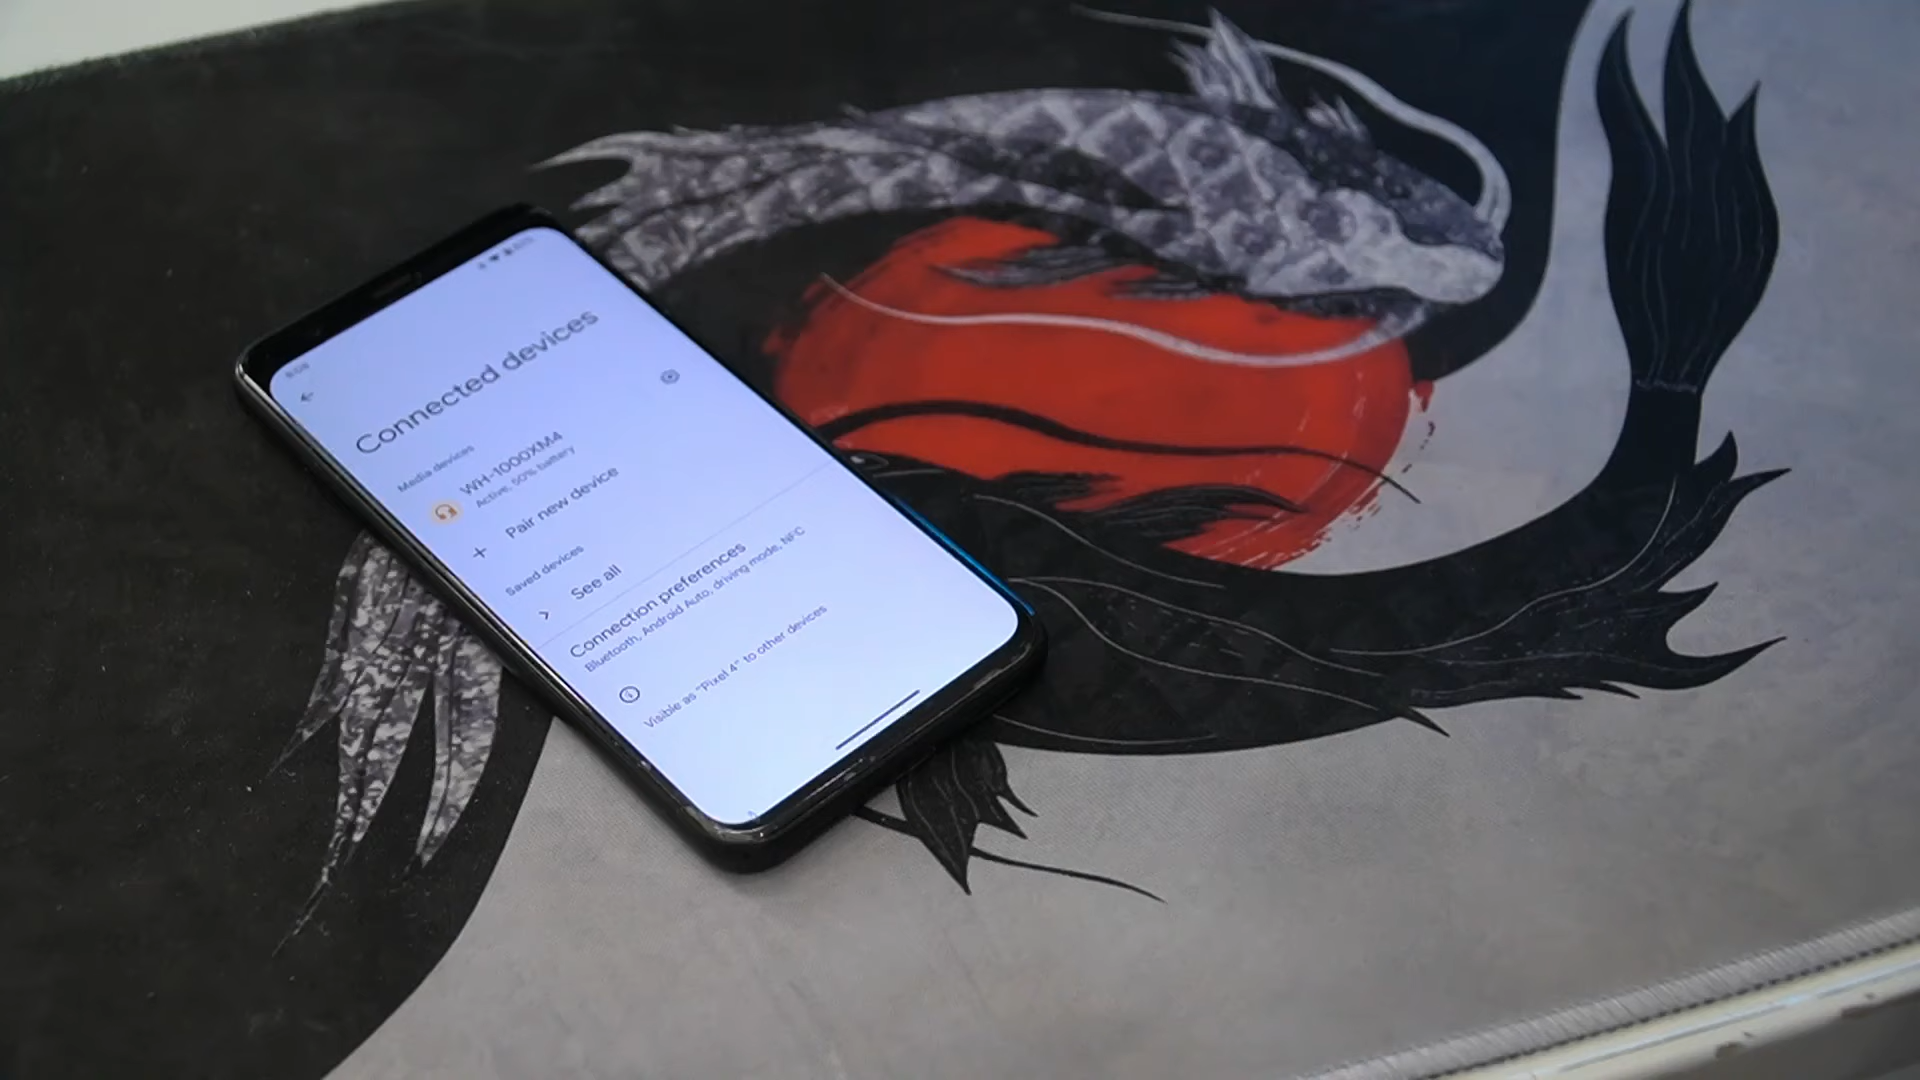 Connected devices
Media devices
WH-1000XM4
Active, 50% battery
Pair new device
Saved devices
See all
Connection preferences
Bluetooth, Android Auto, driving mode, NFC
Visible as "Pixel 4" to other devices